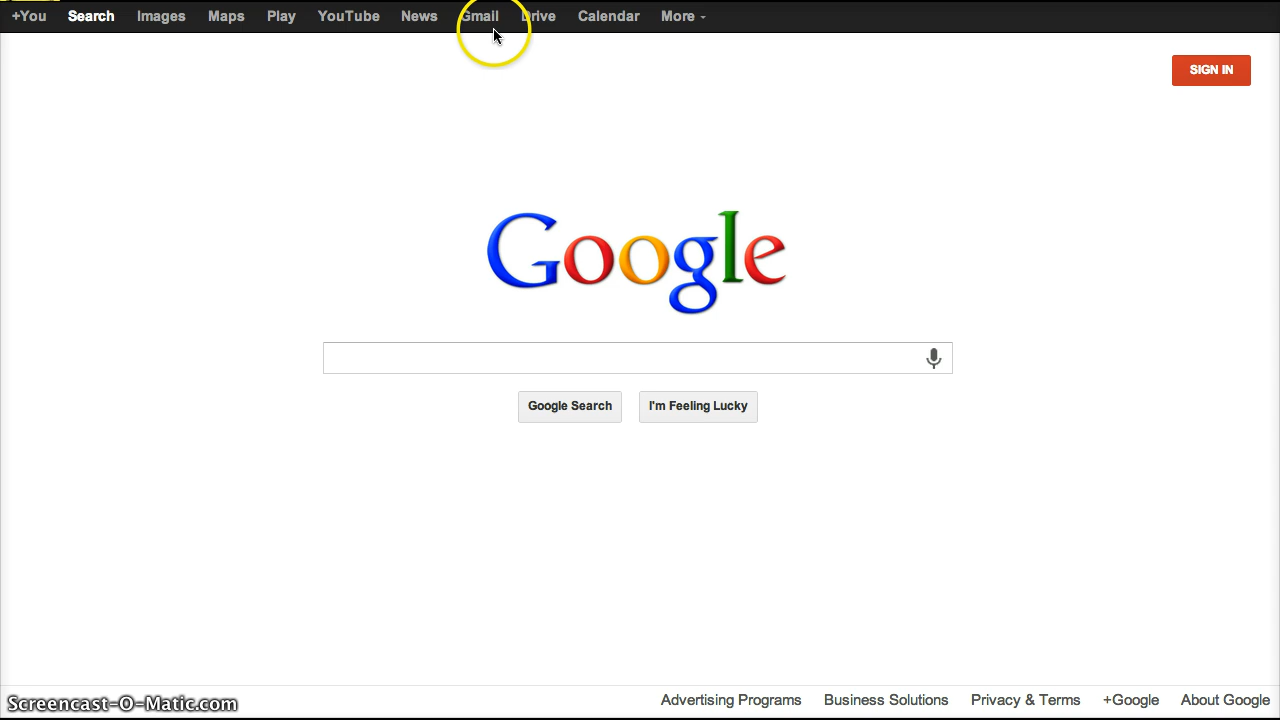 +You Search Images Maps Play YouTube News Gmail Drive Calendar More
SIGN IN
Google
Google Search I'm Feeling Lucky
Advertising Programs Business Solutions Privacy & Terms +Google About Google
Screencast-O-Matic.com